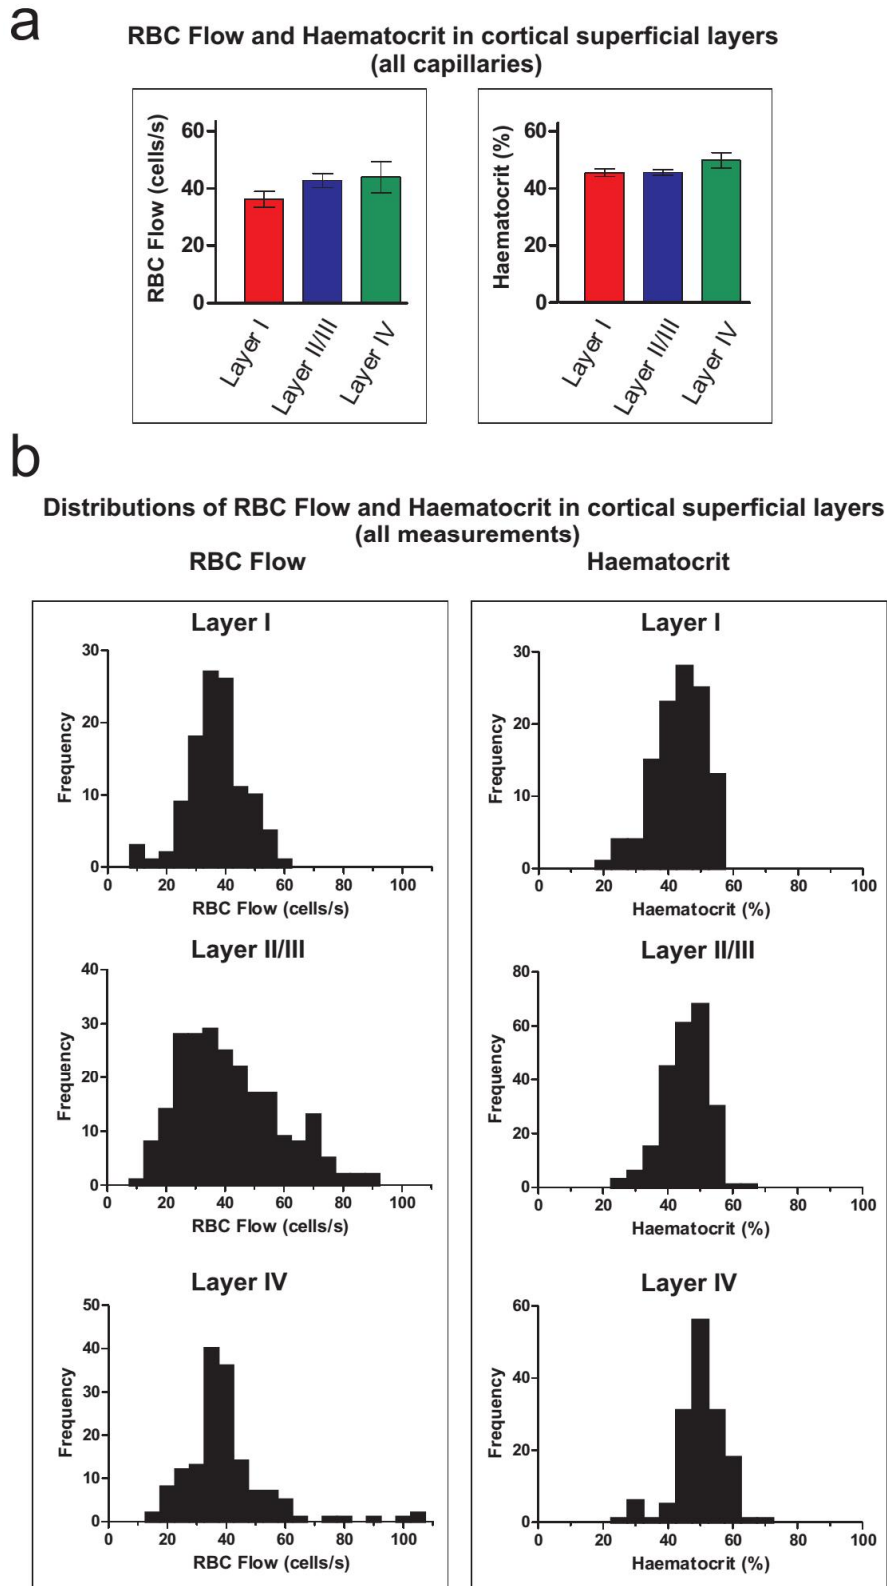 a
RBC Flow and Haematocrit in cortical superficial layers
(all capillaries)
RBC Flow (cells/s)
60
40
20
0
Layer I
Layer II/III
Layer IV
Haematocrit (%)
60
40
20
0
Layer I
Layer II/III
Layer IV
b
Distributions of RBC Flow and Haematocrit in cortical superficial layers
(all measurements)
RBC Flow
Haematocrit
Layer I
Frequency
30
20
10
0
0 20 40 60 80 100
RBC Flow (cells/s)
Layer I
Frequency
30
20
10
0
0 20 40 60 80 100
Haematocrit (%)
Layer II/III
Frequency
40
30
20
10
0
0 20 40 60 80 100
RBC Flow (cells/s)
Layer II/III
Frequency
80
60
40
20
0
0 20 40 60 80 100
Haematocrit (%)
Layer IV
Frequency
50
40
30
20
10
0
0 20 40 60 80 100
RBC Flow (cells/s)
Layer IV
Frequency
60
40
20
0
0 20 40 60 80 100
Haematocrit (%)